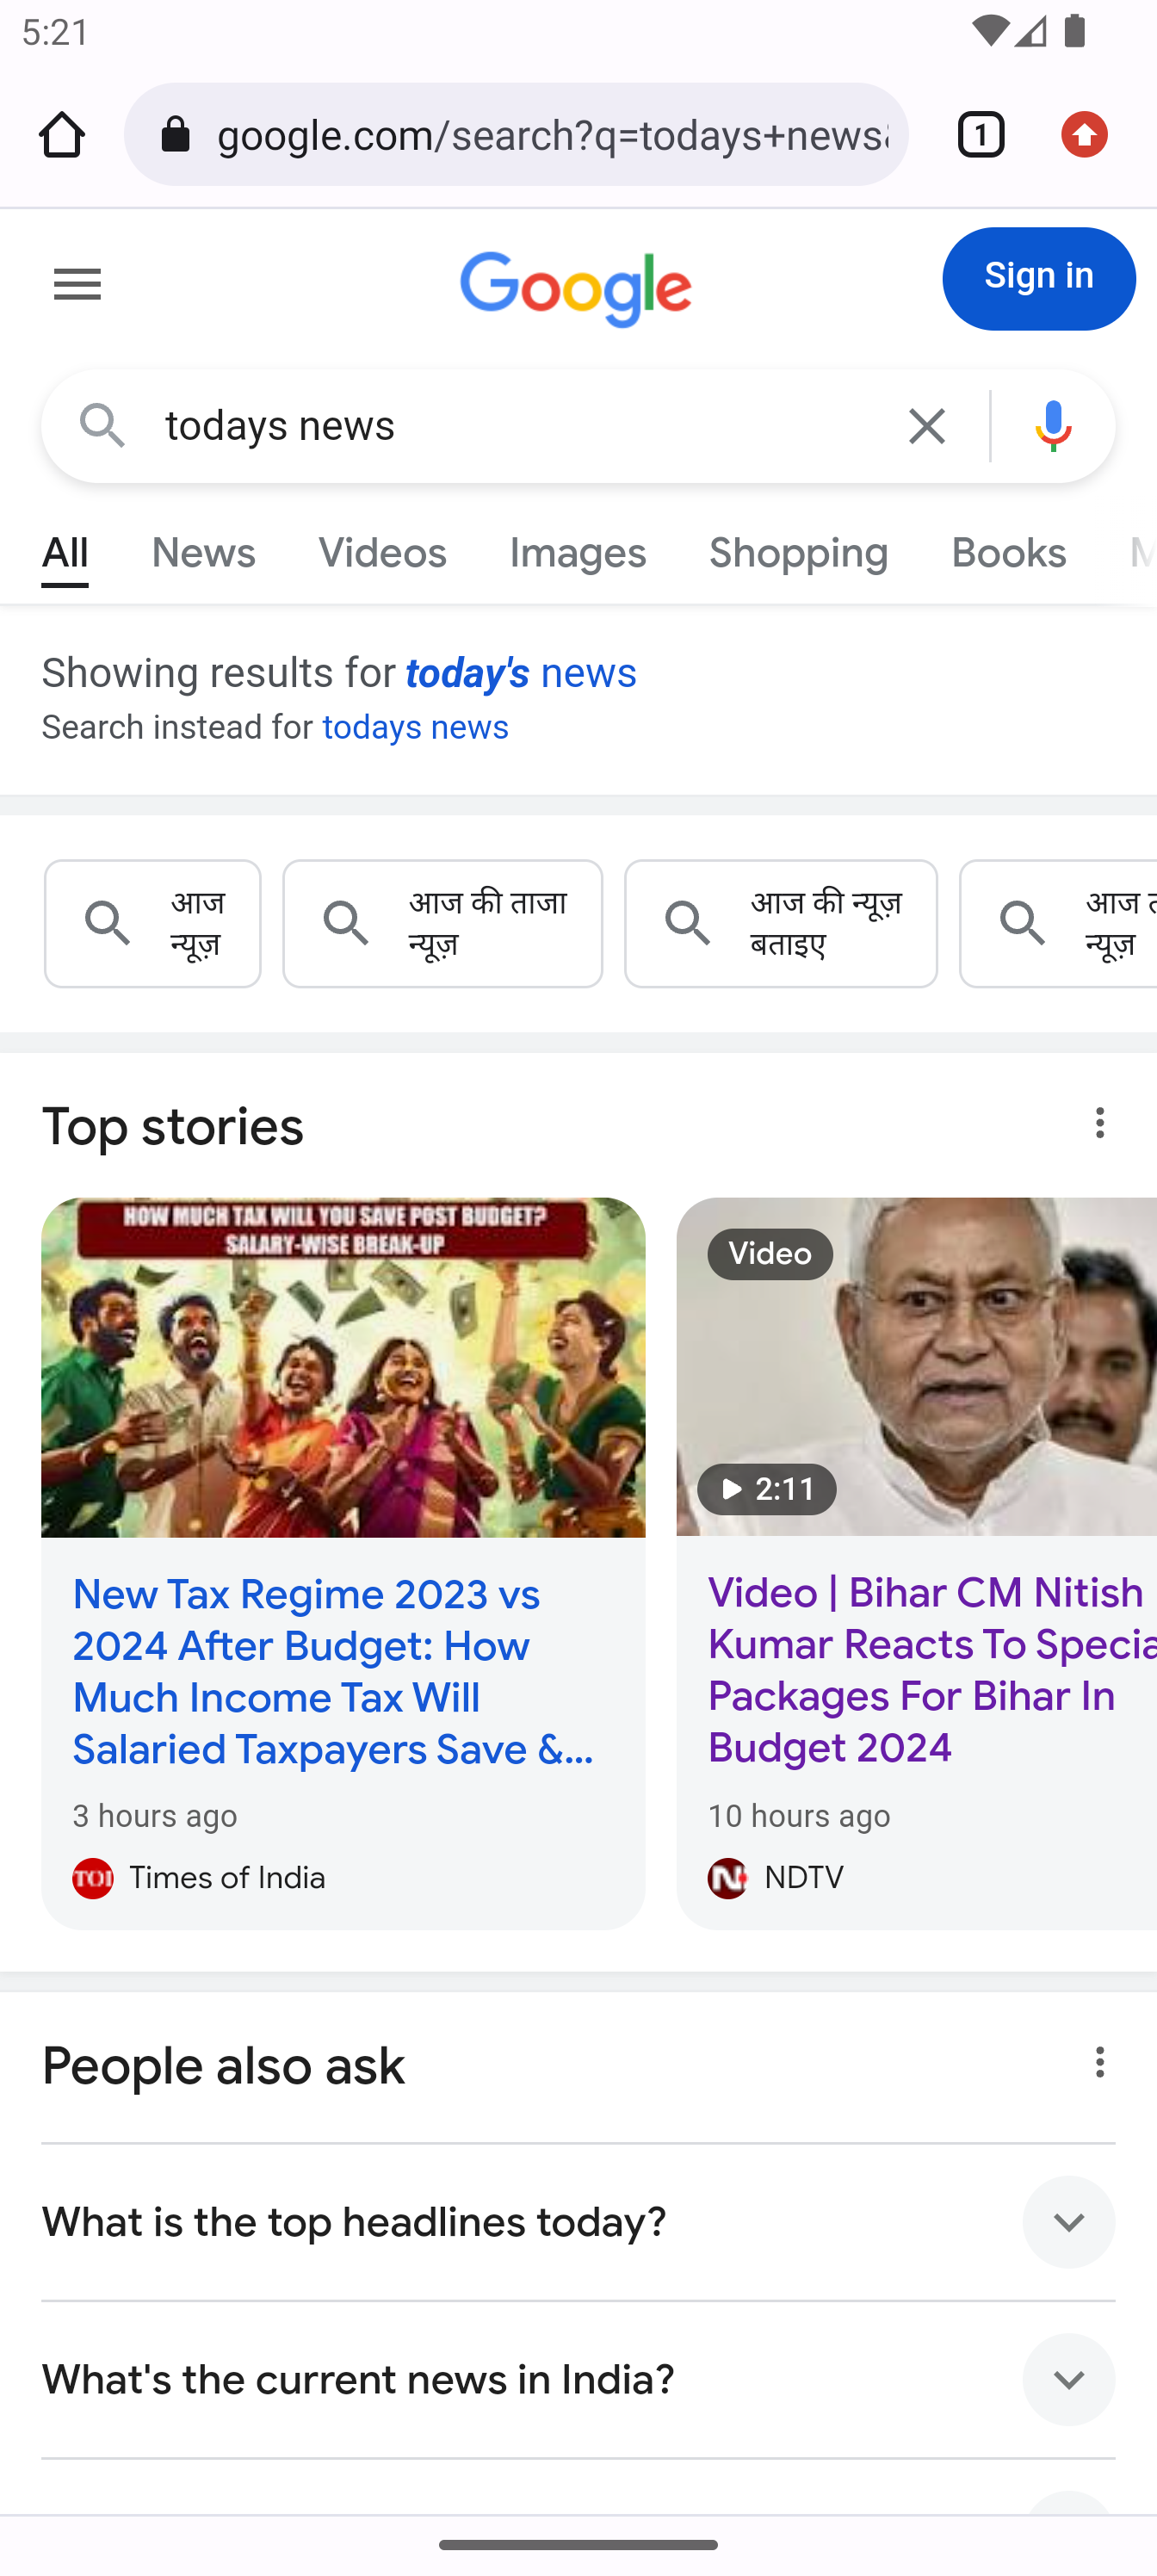 5:21
google.com/search?q=todays+news
1
Google
Sign in
todays news
All News Videos Images Shopping Books
Showing results for today's news
Search instead for todays news
आज
न्यूज़
आज की ताजा
न्यूज़
आज की न्यूज़
बताइए
आज
न्यूज़
Top stories
HOW MUCH TAX WILL YOU SAVE POST BUDGET?
SALARY-WISE BREAK-UP
New Tax Regime 2023 vs
2024 After Budget: How
Much Income Tax Will
Salaried Taxpayers Save &...
3 hours ago
TOI Times of India
Video
2:11
Video | Bihar CM Nitish
Kumar Reacts To Specia
Packages For Bihar In
Budget 2024
10 hours ago
N NDTV
People also ask
What is the top headlines today?
What's the current news in India?